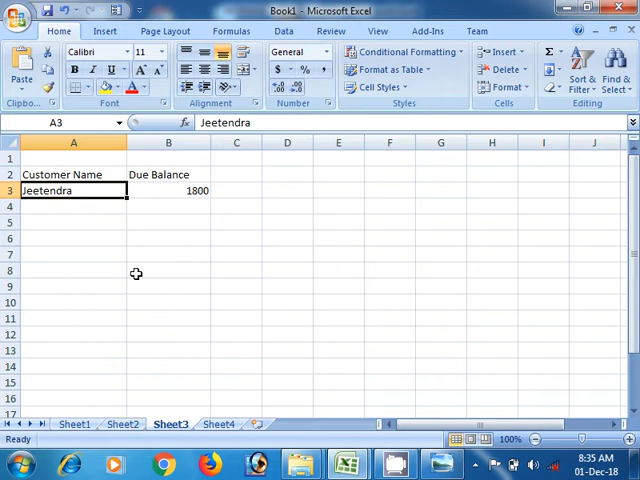 Book1 - Microsoft Excel
Home Insert Page Layout Formulas Data Review View Add-Ins Team
Paste
Calibri 11
B I U A A
A
General
$ % ,
Conditional Formatting
Format as Table
Cell Styles
Insert
Delete
Format
Σ
Sort & Filter
Find & Select
Clipboard... Font Alignment Number Styles Cells Editing
A3 fx Jeetendra
A B C D E F G H I J
1
2 Customer Name Due Balance
3 Jeetendra 1800
4
5
6
7
8
9
10
11
12
13
14
15
16
17
Sheet1 Sheet2 Sheet3 Sheet4
Ready 100%
8:35 AM
01-Dec-18